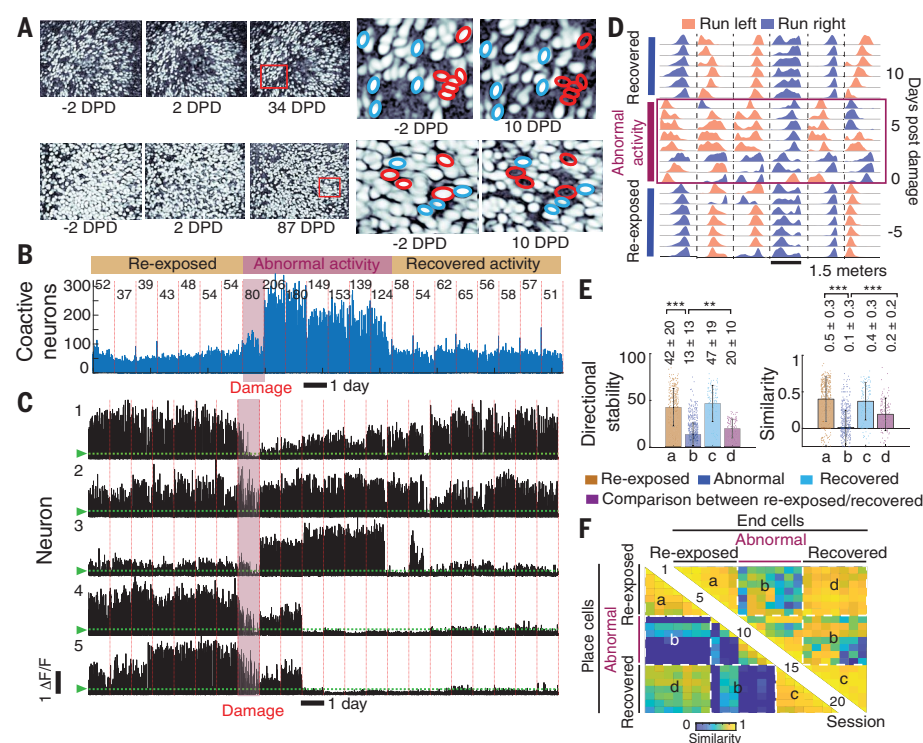 A
-2 DPD
2 DPD
34 DPD
-2 DPD
10 DPD
-2 DPD
2 DPD
87 DPD
-2 DPD
10 DPD
B
Re-exposed
Abnormal activity
Recovered activity
Coactive neurons
300
200
100
0
52 37 39 43 48 54 54 80 206 180 149 153 139 124 58 54 62 65 56 58 57 51
Damage
1 day
C
Neuron
1
2
3
4
5
1 ΔF/F
Damage
1 day
D
Run left
Run right
Recovered
Abnormal activity
Re-exposed
10
5
0
-5
Days post damage
1.5 meters
E
***
**
42 ± 20
13 ± 13
47 ± 19
20 ± 10
Directional stability
100
50
0
a b c d
***
***
0.5 ± 0.3
0.1 ± 0.3
0.4 ± 0.3
0.2 ± 0.2
Similarity
1.0
0.5
0
a b c d
Re-exposed
Abnormal
Recovered
Comparison between re-exposed/recovered
F
End cells
Abnormal
Re-exposed
Recovered
Place cells
Re-exposed
Abnormal
Recovered
1
5
10
15
20
a
a
b
d
b
b
d
b
c
c
Session
0
1
Similarity